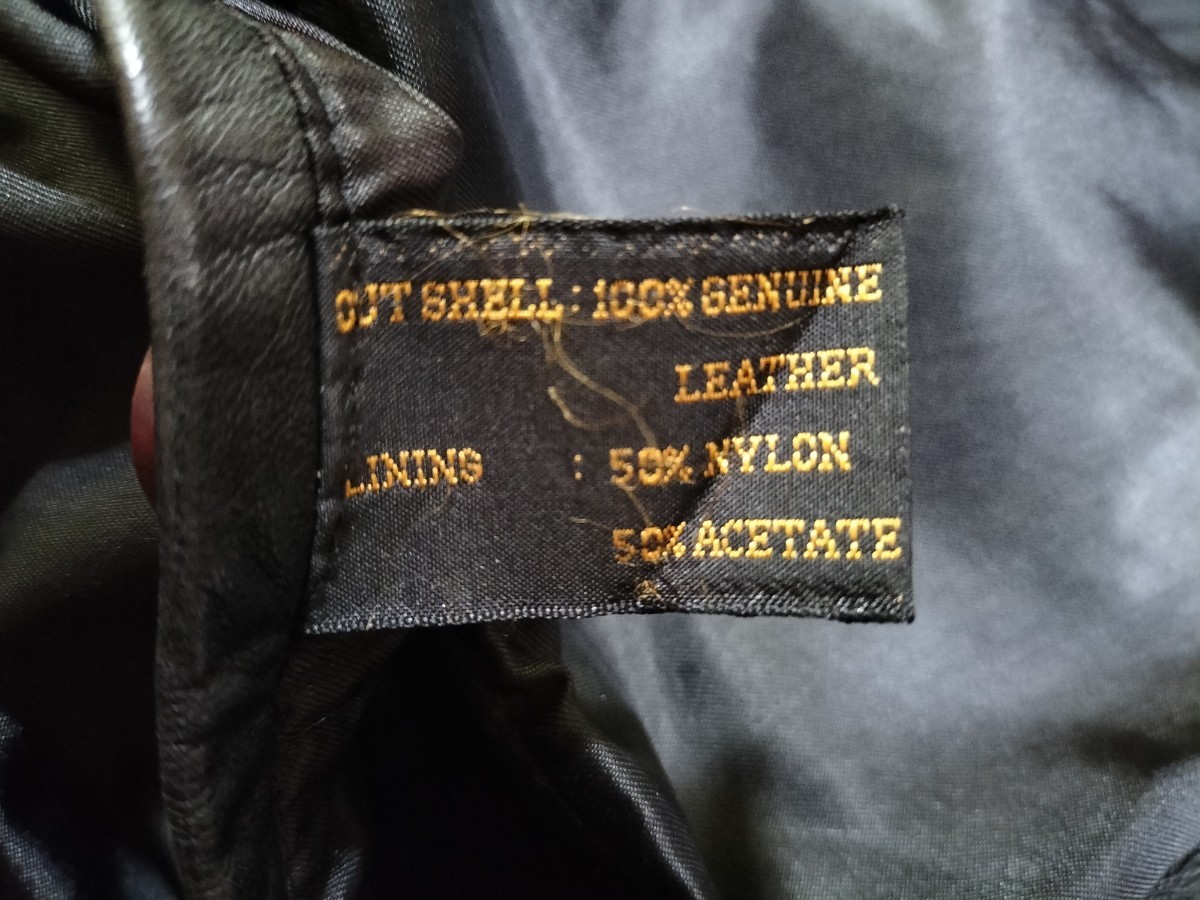 OUT SHELL : 100% GENUINE
LEATHER
LINING : 50% NYLON
50% ACETATE